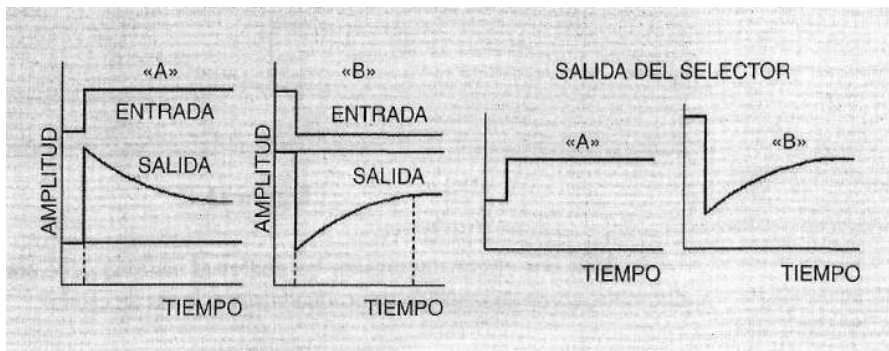 «A»
ENTRADA
SALIDA
AMPLITUD
TIEMPO
«B»
ENTRADA
SALIDA
AMPLITUD
TIEMPO
SALIDA DEL SELECTOR
«A»
TIEMPO
«B»
TIEMPO